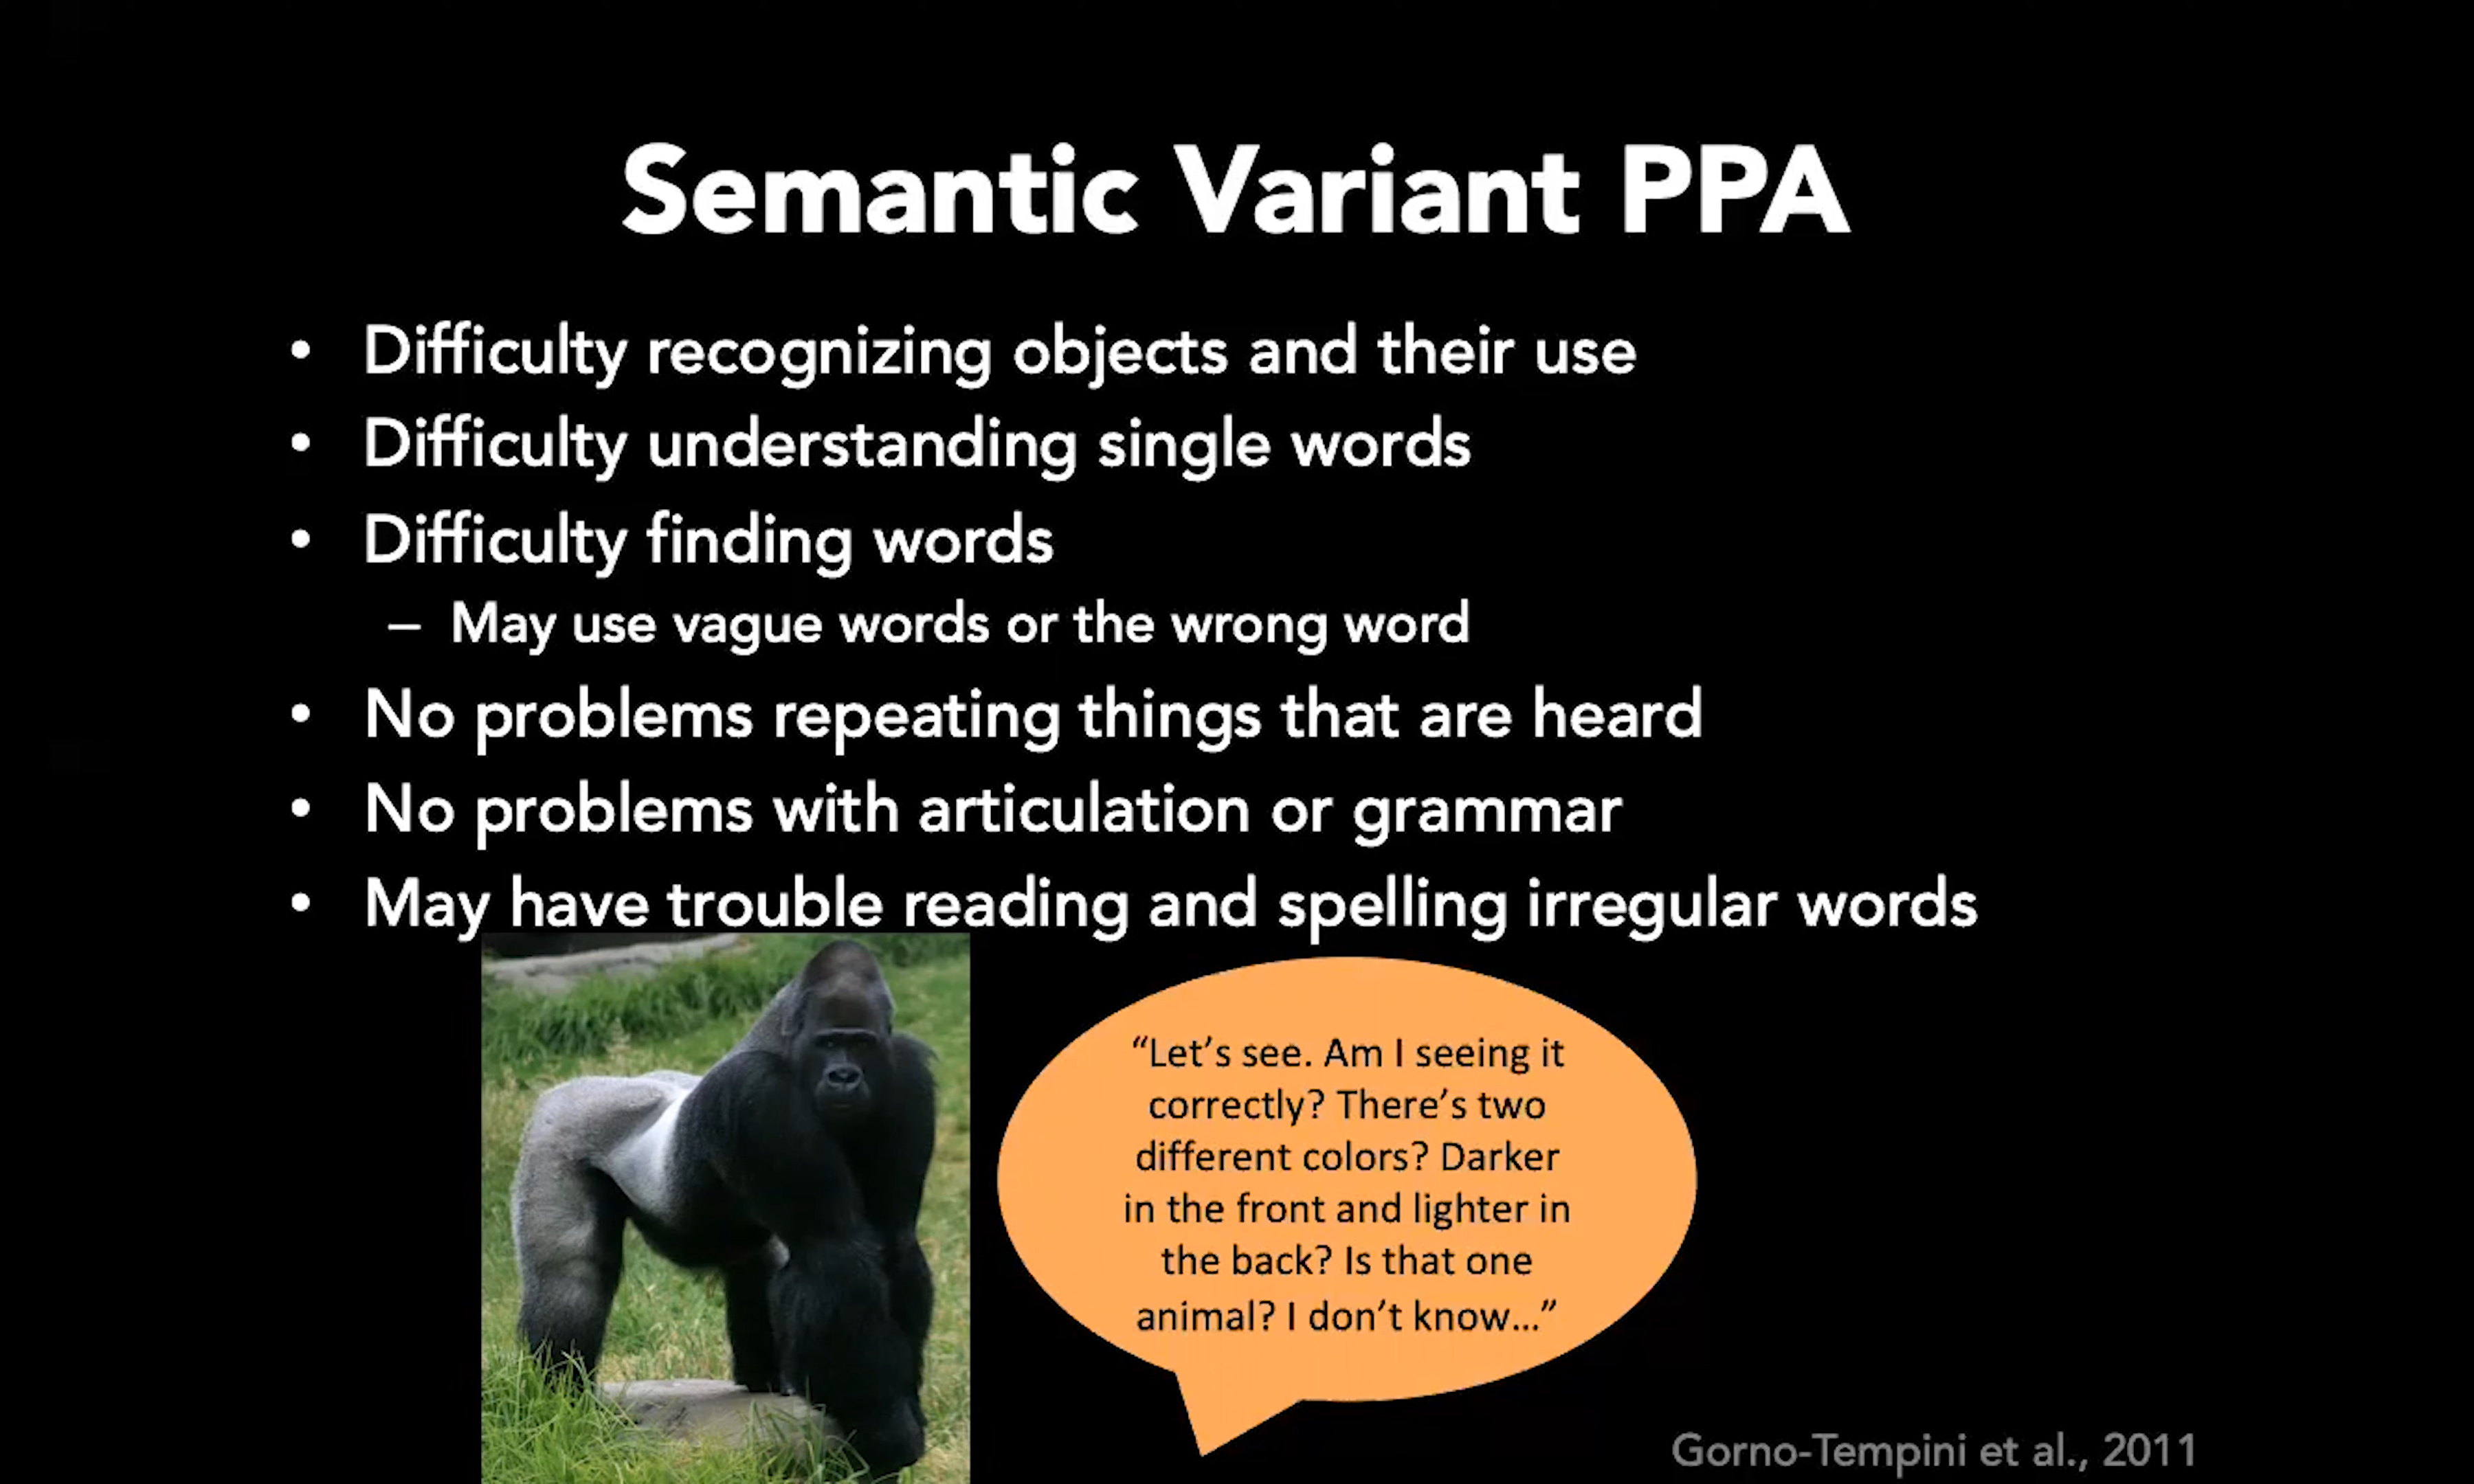 Semantic Variant PPA
• Difficulty recognizing objects and their use
• Difficulty understanding single words
• Difficulty finding words
– May use vague words or the wrong word
• No problems repeating things that are heard
• No problems with articulation or grammar
• May have trouble reading and spelling irregular words
“Let’s see. Am I seeing it
correctly? There’s two
different colors? Darker
in the front and lighter in
the back? Is that one
animal? I don’t know…”
Gorno-Tempini et al., 2011